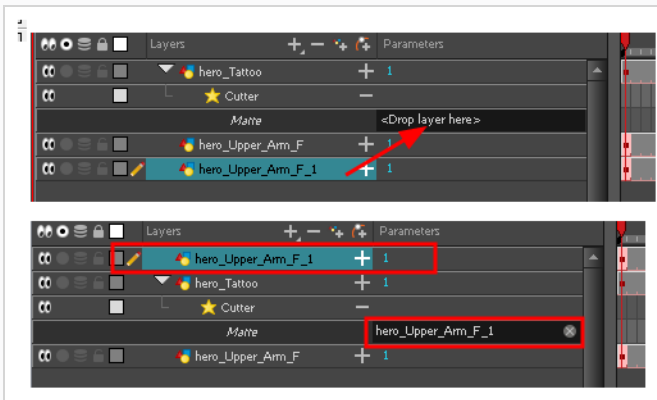 Layers Parameters
hero_Tattoo 1
Cutter
Matte <Drop layer here>
hero_Upper_Arm_F 1
hero_Upper_Arm_F_1 1
Layers Parameters
hero_Upper_Arm_F_1 1
hero_Tattoo 1
Cutter
Matte hero_Upper_Arm_F_1
hero_Upper_Arm_F 1